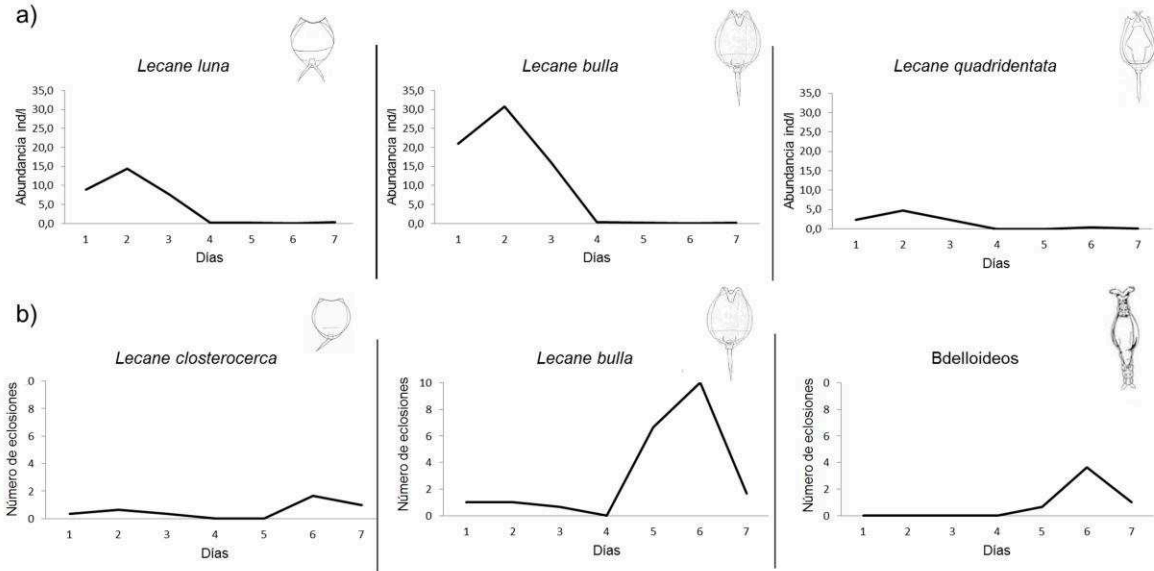 a)
Lecane luna
Abundancia ind/l
35,0
30,0
25,0
20,0
15,0
10,0
5,0
0,0
1 2 3 4 5 6 7
Días
Lecane bulla
Abundancia ind/l
35,0
30,0
25,0
20,0
15,0
10,0
5,0
0,0
1 2 3 4 5 6 7
Días
Lecane quadridentata
Abundancia ind/l
35,0
30,0
25,0
20,0
15,0
10,0
5,0
0,0
1 2 3 4 5 6 7
Días
b)
Lecane closterocerca
Número de eclosiones
0
8
6
4
2
0
1 2 3 4 5 6 7
Días
Lecane bulla
Número de eclosiones
10
8
6
4
2
0
1 2 3 4 5 6 7
Días
Bdelloideos
Número de eclosiones
0
8
6
4
2
0
1 2 3 4 5 6 7
Días